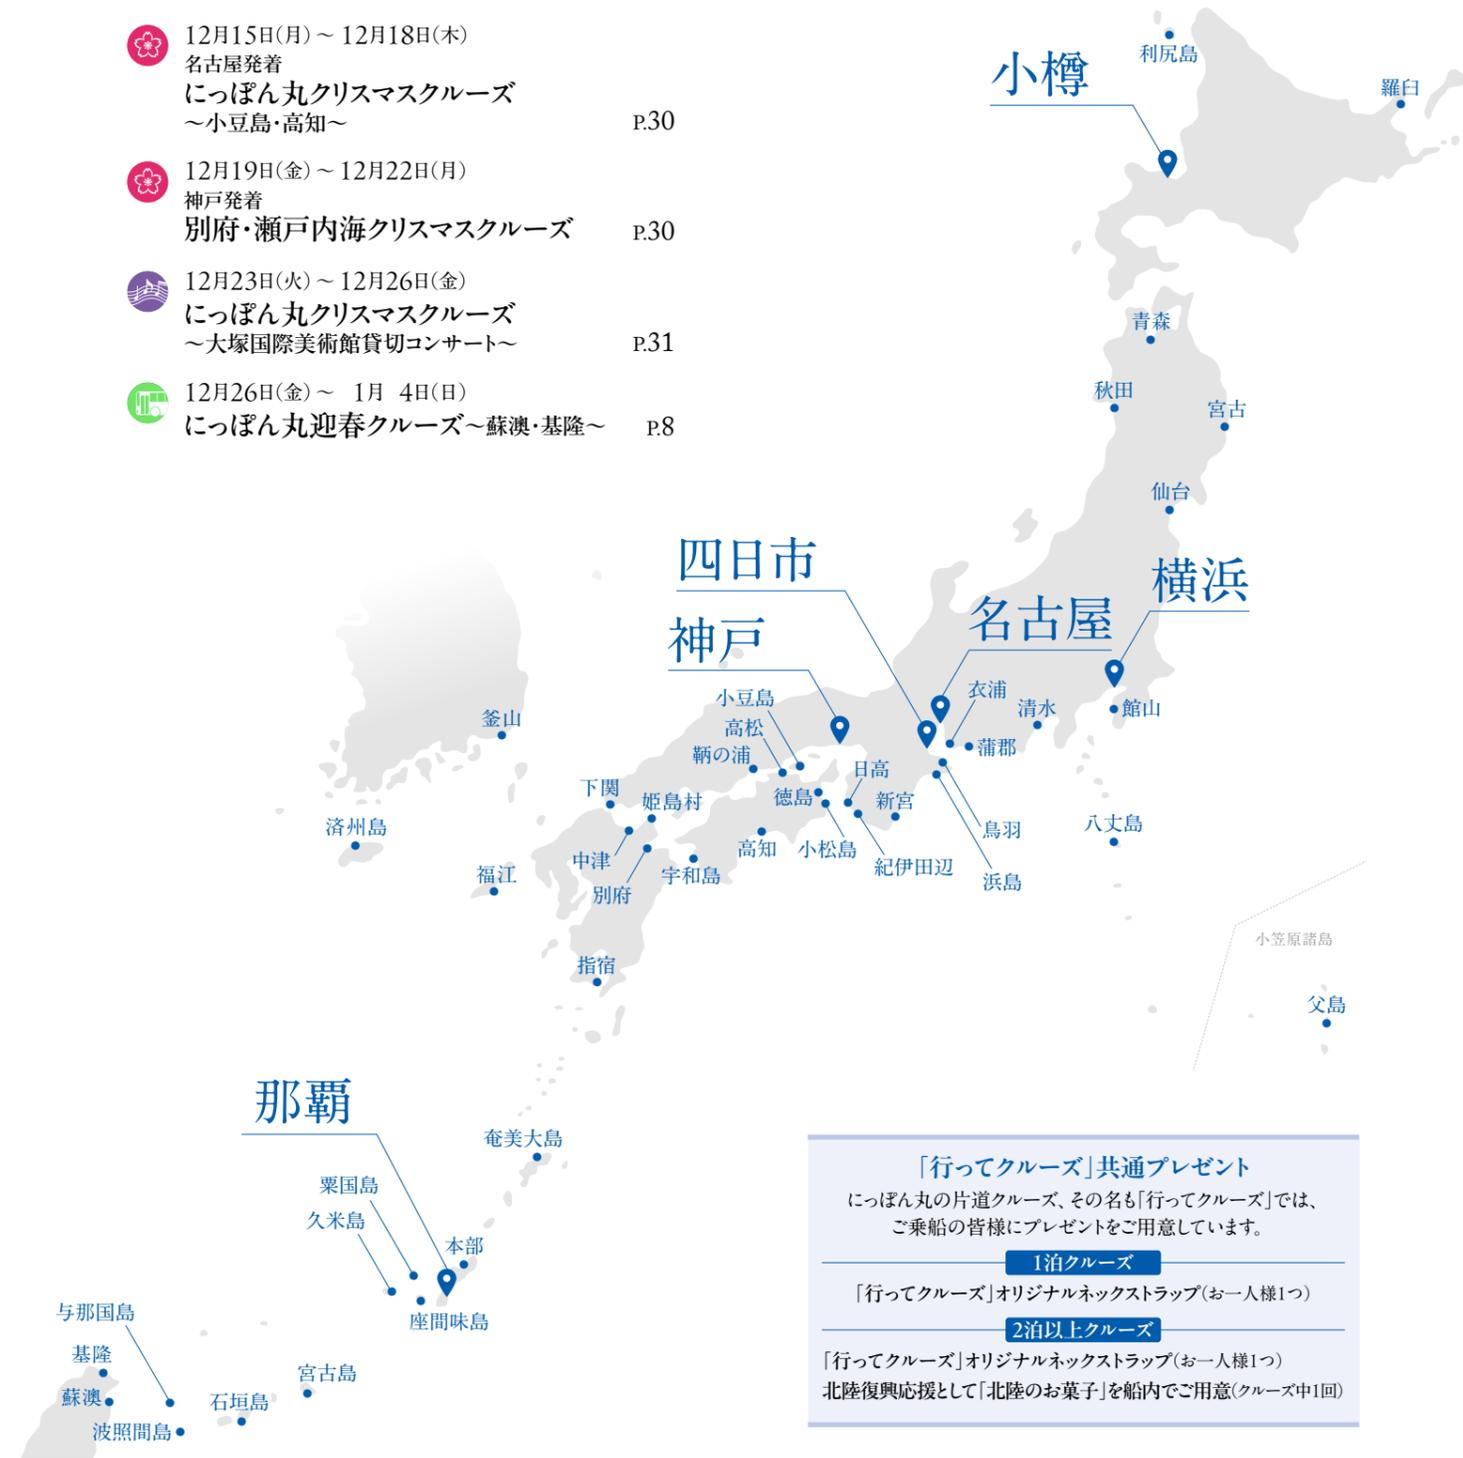 12月15日(月)～12月18日(木)
名古屋発着
にっぽん丸クリスマスクルーズ
～小豆島・高知～ P.30
12月19日(金)～12月22日(月)
神戸発着
別府・瀬戸内海クリスマスクルーズ P.30
12月23日(火)～12月26日(金)
にっぽん丸クリスマスクルーズ
～大塚国際美術館貸切コンサート～ P.31
12月26日(金)～ 1月 4日(日)
にっぽん丸迎春クルーズ～蘇澳・基隆～ P.8
利尻島
小樽
羅臼
青森
秋田
宮古
仙台
四日市
横浜
名古屋
神戸
衣浦
小豆島
清水
館山
釜山
高松
蒲郡
鞆の浦
日高
下関
姫島村
徳島
新宮
済州島
鳥羽
八丈島
中津
高知
小松島
福江
宇和島
紀伊田辺
別府
浜島
小笠原諸島
指宿
父島
那覇
奄美大島
粟国島
久米島
本部
座間味島
与那国島
基隆
宮古島
蘇澳
石垣島
波照間島
「行ってクルーズ」共通プレゼント
にっぽん丸の片道クルーズ、その名も「行ってクルーズ」では、
ご乗船の皆様にプレゼントをご用意しています。
1泊クルーズ
「行ってクルーズ」オリジナルネックストラップ(お一人様1つ)
2泊以上クルーズ
「行ってクルーズ」オリジナルネックストラップ(お一人様1つ)
北陸復興応援として「北陸のお菓子」を船内でご用意(クルーズ中1回)